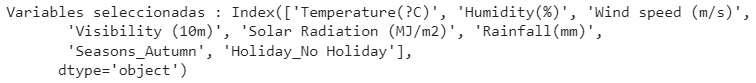 Variables seleccionadas : Index(['Temperature(?C)', 'Humidity(%)', 'Wind speed (m/s)',
'Visibility (10m)', 'Solar Radiation (MJ/m2)', 'Rainfall(mm)',
'Seasons_Autumn', 'Holiday_No Holiday'],
dtype='object')